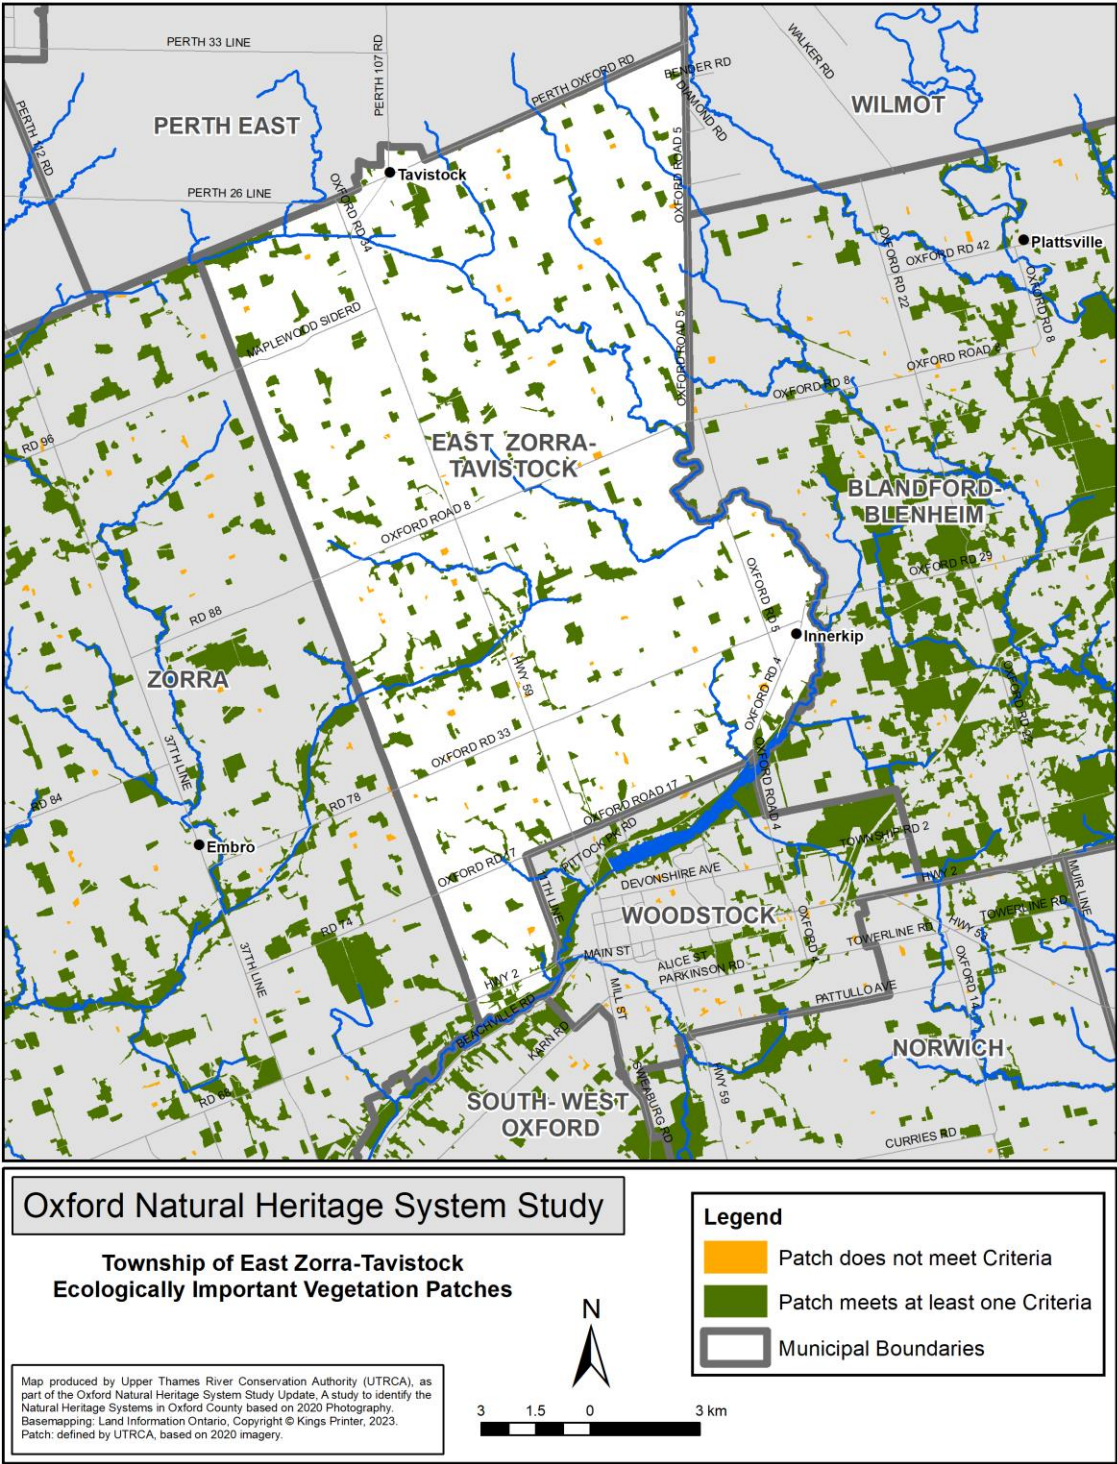 PERTH 33 LINE
PERTH 107 RD
PERTH OXFORD RD
BENDER RD
WALKER RD
DIAMOND RD
WILMOT
PERTH EAST
PERTH 112 RD
Tavistock
PERTH 26 LINE
OXFORD RD 34
OXFORD ROAD 5
Plattsville
OXFORD RD 42
OXFORD RD 22
OXFORD RD 8
MAPLEWOOD SIDERD
OXFORD ROAD 5
OXFORD ROAD 8
OXFORD RD 8
RD 96
EAST ZORRA-
TAVISTOCK
BLANDFORD-
BLENHEIM
OXFORD ROAD 8
OXFORD RD 29
RD 88
OXFORD RD 5
Innerkip
ZORRA
HWY 59
OXFORD RD 4
37TH LINE
OXFORD RD 33
OXFORD ROAD 4
RD 84
RD 78
OXFORD ROAD 17
PITTOCK PK RD
TOWNSHIP RD 2
Embro
OXFORD RD 17
DEVONSHIRE AVE
HWY 2
MUIR LINE
WOODSTOCK
TOWERLINE RD
OXFORD 4
TOWERLINE RD
RD 74
37TH LINE
MAIN ST
ALICE ST
PARKINSON RD
HWY 2
MILL ST
PATTULLO AVE
OXFORD 14
BEACHVILLE RD
KARN RD
NORWICH
RD 68
SOUTH- WEST
OXFORD
SWEABURG RD
HWY 59
CURRIES RD
Oxford Natural Heritage System Study
Township of East Zorra-Tavistock
Ecologically Important Vegetation Patches
Legend
Patch does not meet Criteria
Patch meets at least one Criteria
Municipal Boundaries
N
3 1.5 0 3 km
Map produced by Upper Thames River Conservation Authority (UTRCA), as
part of the Oxford Natural Heritage System Study Update, A study to identify the
Natural Heritage Systems in Oxford County based on 2020 Photography.
Basemapping: Land Information Ontario, Copyright © Kings Printer, 2023.
Patch: defined by UTRCA, based on 2020 imagery.